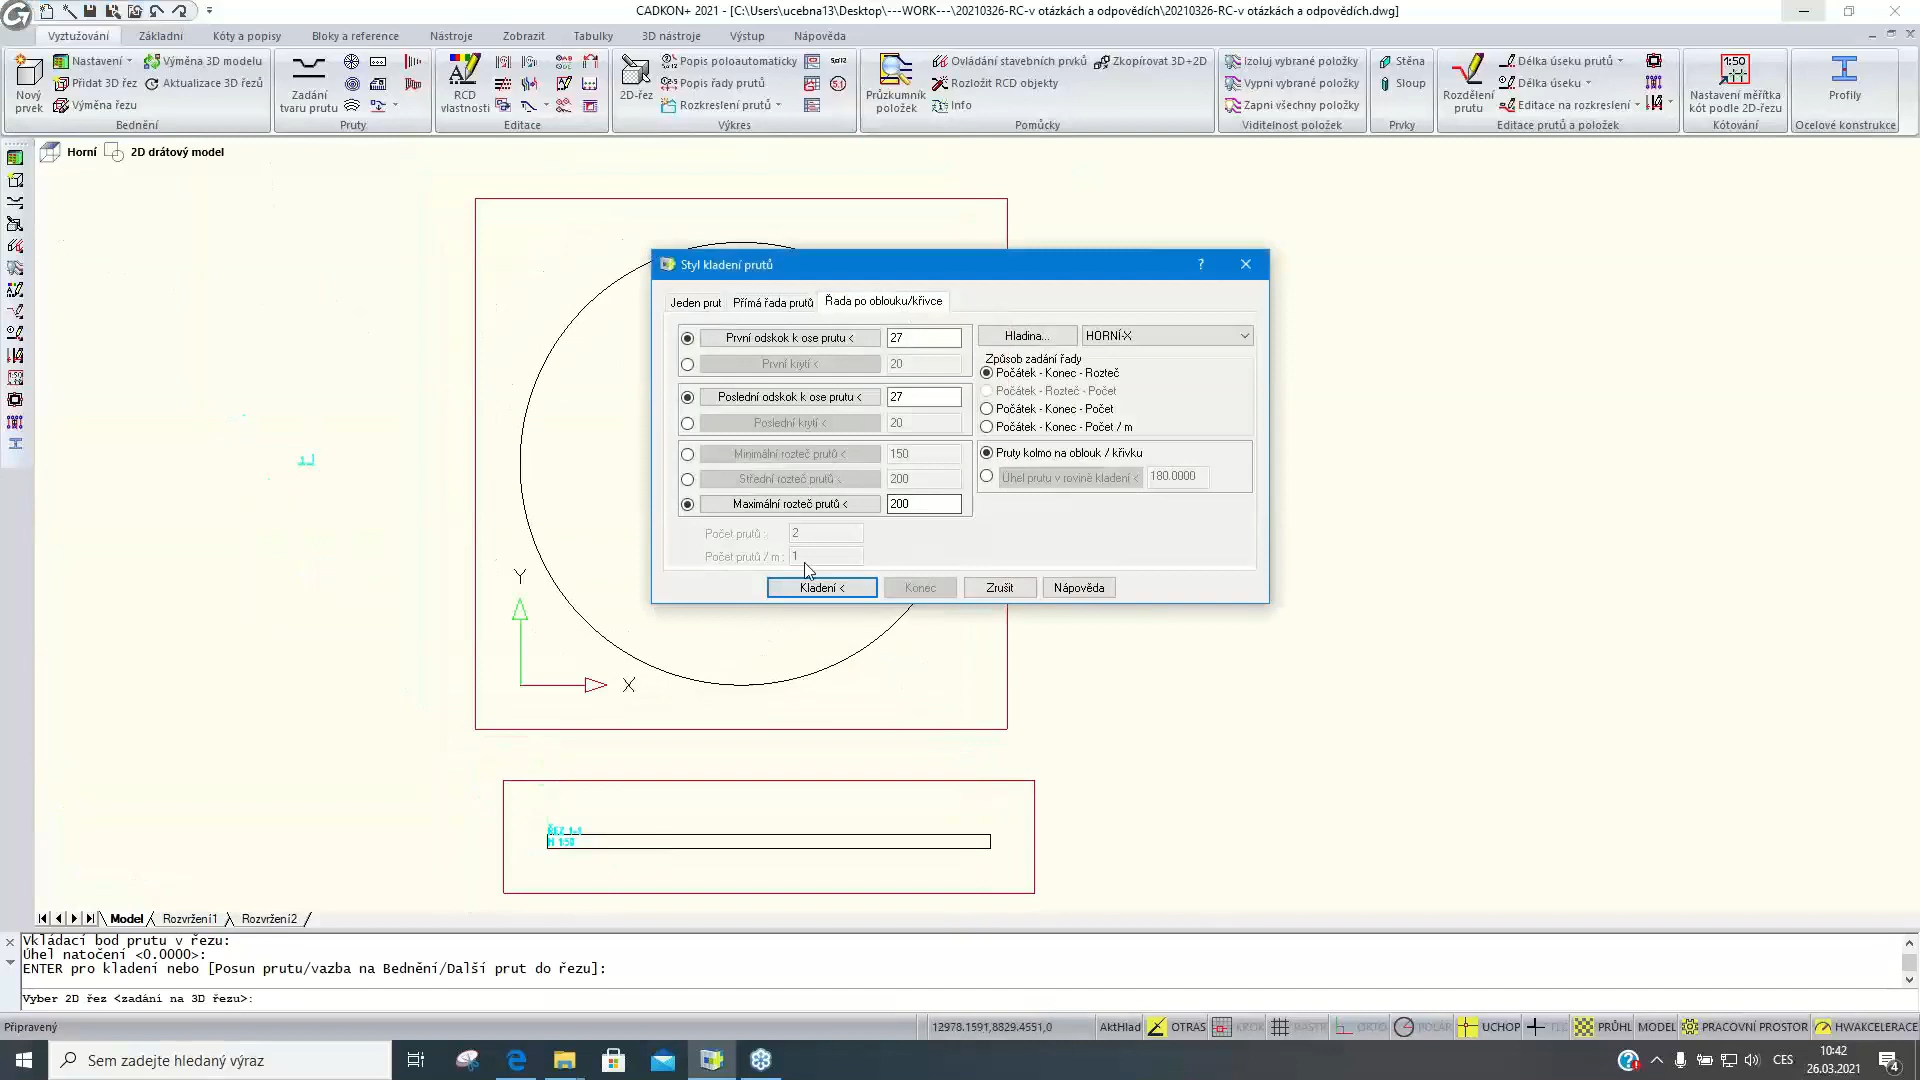 CADKON+ 2021 - [C:\Users\ucebna13\Desktop\---WORK---\20210326-RC-v otázkách a odpovědích\20210326-RC-v otázkách a odpovědích.dwg]
Vyztužování Základní Kóty a popisy Bloky a reference Nástroje Zobrazit Tabulky 3D nástroje Výstup Nápověda
Nový prvek
Nastavení
Výměna 3D modelu
Přidat 3D řez
Aktualizace 3D řezů
Výměna řezu
Bednění
Zadání tvaru prutu
Pruty
RCD vlastnosti
Editace
2D-řez
Popis poloautomaticky
Popis řady prutů
Rozkreslení prutů
Výkres
Průzkumník položek
Ovládání stavebních prvků
Zkopírovat 3D+2D
Rozložit RCD objekty
Info
Pomůcky
Izoluj vybrané položky
Vypni vybrané položky
Zapni všechny položky
Viditelnost položek
Stěna
Sloup
Prvky
Rozdělení prutu
Délka úseku prutů
Délka úseku
Editace na rozkreslení
Editace prutů a položek
1:50
Nastavení měřítka kót podle 2D-řezu
Kótování
Profily
Ocelové konstrukce
Horní 2D drátový model
Styl kladení prutů
?
Jeden prut Přímá řada prutů Řada po oblouku/křivce
První odskok k ose prutu < 27
První krytí < 20
Poslední odskok k ose prutu < 27
Poslední krytí < 20
Minimální rozteč prutů < 150
Střední rozteč prutů < 200
Maximální rozteč prutů < 200
Počet prutů : 2
Počet prutů / m : 1
Hladina... HORNÍ-X
Způsob zadání řady
Počátek - Konec - Rozteč
Počátek - Rozteč - Počet
Počátek - Konec - Počet
Počátek - Konec - Počet / m
Pruty kolmo na oblouk / křivku
Úhel prutu v rovině kladení < 180.0000
Kladení < Konec Zrušit Nápověda
Y
X
ŘEZ 1-1
M 1:50
Model Rozvržení1 Rozvržení2
Vkládací bod prutu v řezu:
Úhel natočení <0.0000>:
ENTER pro kladení nebo [Posun prutu/vazba na Bednění/Další prut do řezu]:
Vyber 2D řez <zadání na 3D řezu>:
Připravený 12978.1591,8829.4551,0 AktHlad OTRAS KROK RASTR ORTO POLÁR UCHOP PRŮHL MODEL PRACOVNÍ PROSTOR HWAKCELERACE
Sem zadejte hledaný výraz
CES
10:42
26.03.2021
4